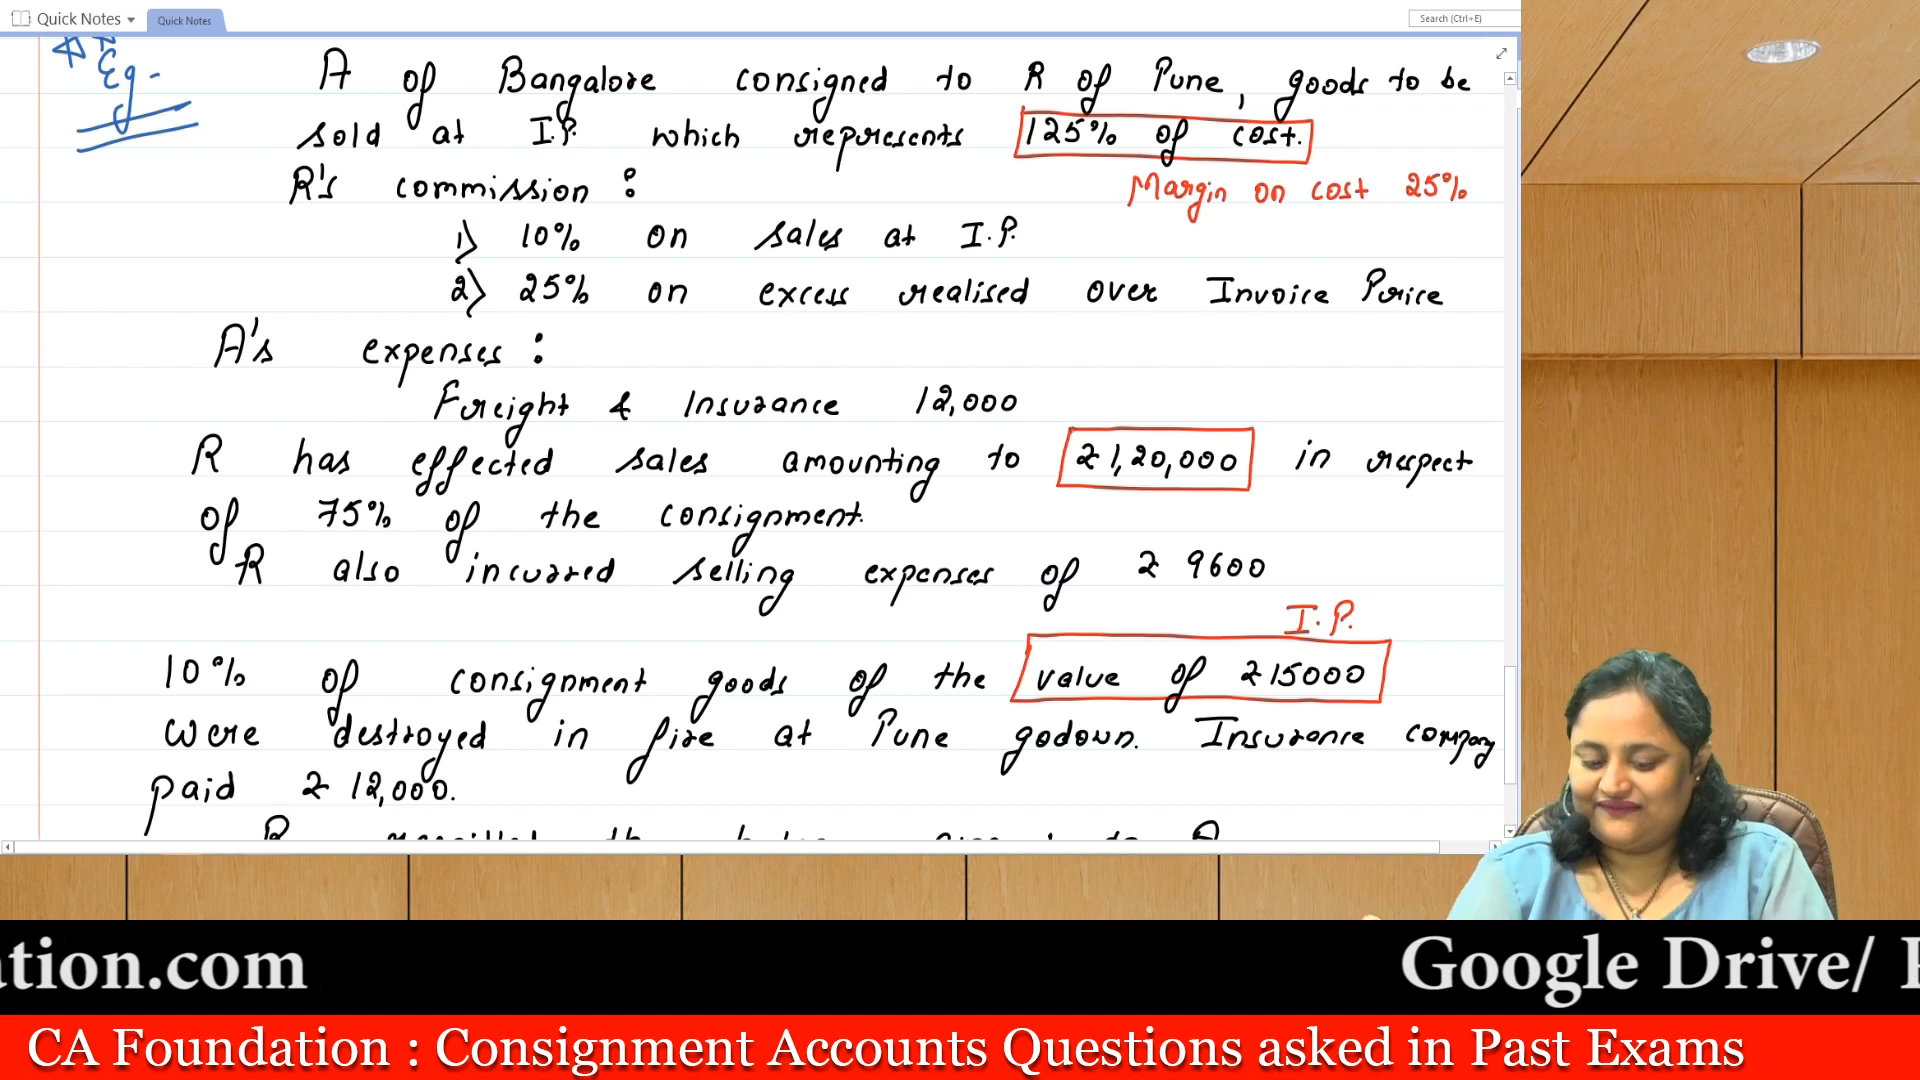 Quick Notes
Quick Notes
Search (Ctrl+E)
Eg -
A of Bangalore consigned to R of Pune, goods to be
sold at I.P. which represents 125% of cost.
R's commission : Margin on cost 25%
1) 10% on sales at I.P.
2) 25% on excess realised over Invoice Price
A's expenses :
Freight & Insurance 12,000
R has effected sales amounting to ₹ 1,20,000 in respect
of 75% of the consignment.
R also incurred selling expenses of ₹ 9600
I.P.
10% of consignment goods of the value of ₹ 15000
were destroyed in fire at Pune godown. Insurance company
paid ₹ 12,000.
ation.com Google Drive/
CA Foundation : Consignment Accounts Questions asked in Past Exams